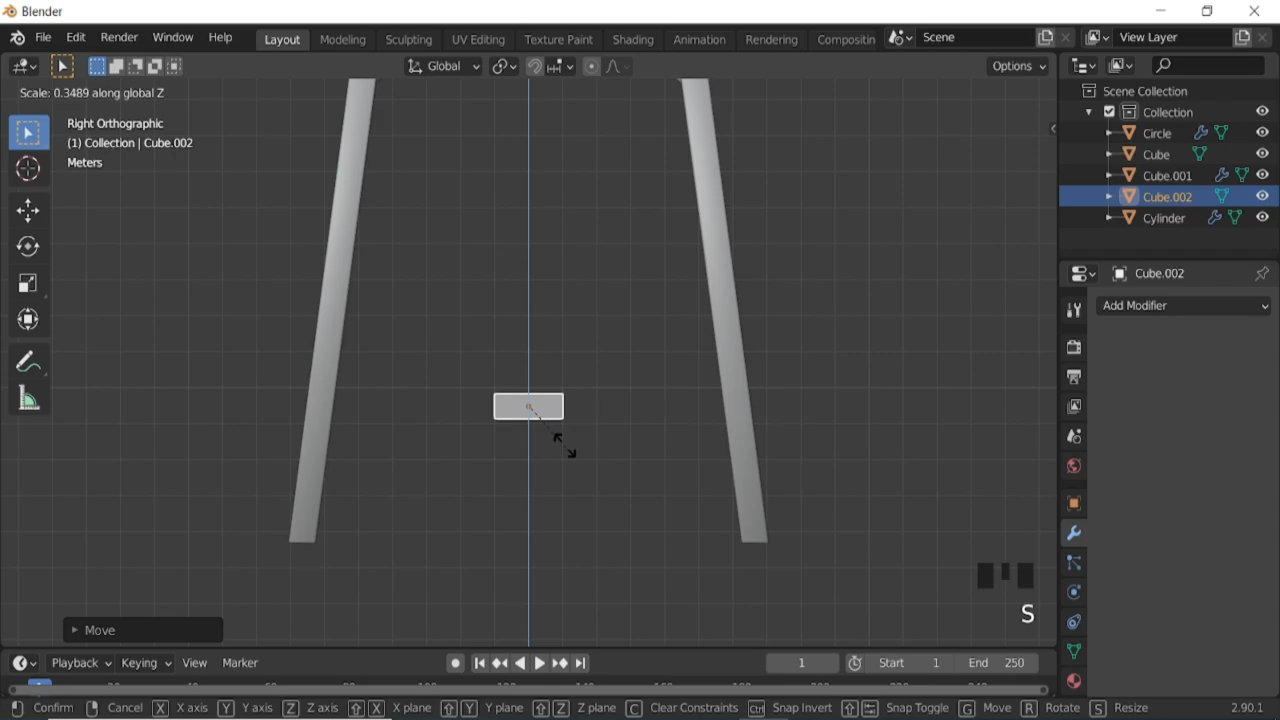 Blender
File Edit Render Window Help Layout Modeling Sculpting UV Editing Texture Paint Shading Animation Rendering Compositin Scene View Layer
Global Options
Scale: 0.3489 along global Z
Right Orthographic
(1) Collection | Cube.002
Meters
Scene Collection
Collection
Circle
Cube
Cube.001
Cube.002
Cylinder
Cube.002
Add Modifier
S
Move
Playback Keying View Marker 1 Start 1 End 250
Confirm Cancel X X axis Y Y axis Z Z axis X X plane Y Y plane Z Z plane C Clear Constraints Ctrl Snap Invert Snap Toggle G Move R Rotate S Resize 2.90.1